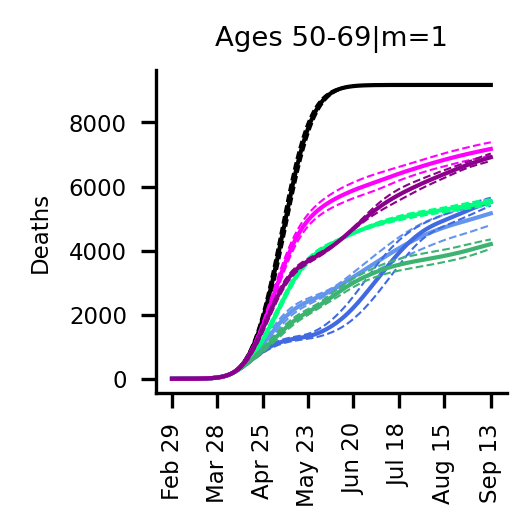 Ages 50-69|m=1
Deaths
8000
6000
4000
2000
0
Feb 29
Mar 28
Apr 25
May 23
Jun 20
Jul 18
Aug 15
Sep 13